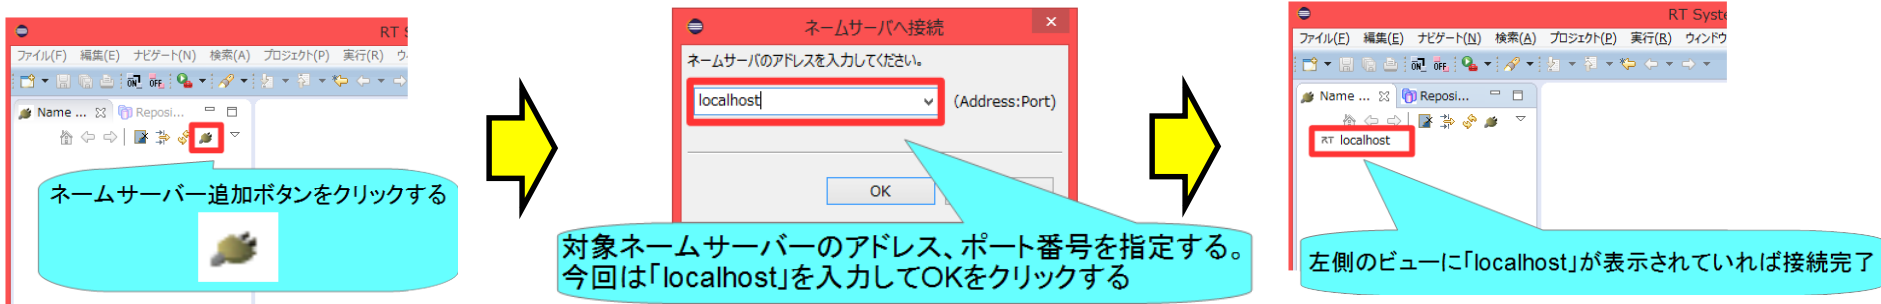 RT S
ファイル(F) 編集(E) ナビゲート(N) 検索(A) プロジェクト(P) 実行(R) ウ
Name ... Reposi...
ネームサーバー追加ボタンをクリックする
ネームサーバへ接続
ネームサーバのアドレスを入力してください。
localhost (Address:Port)
OK
対象ネームサーバーのアドレス、ポート番号を指定する。
今回は「localhost」を入力してOKをクリックする
RT Syste
ファイル(F) 編集(E) ナビゲート(N) 検索(A) プロジェクト(P) 実行(R) ウィンドウ
Name ... Reposi...
RT localhost
左側のビューに「localhost」が表示されていれば接続完了